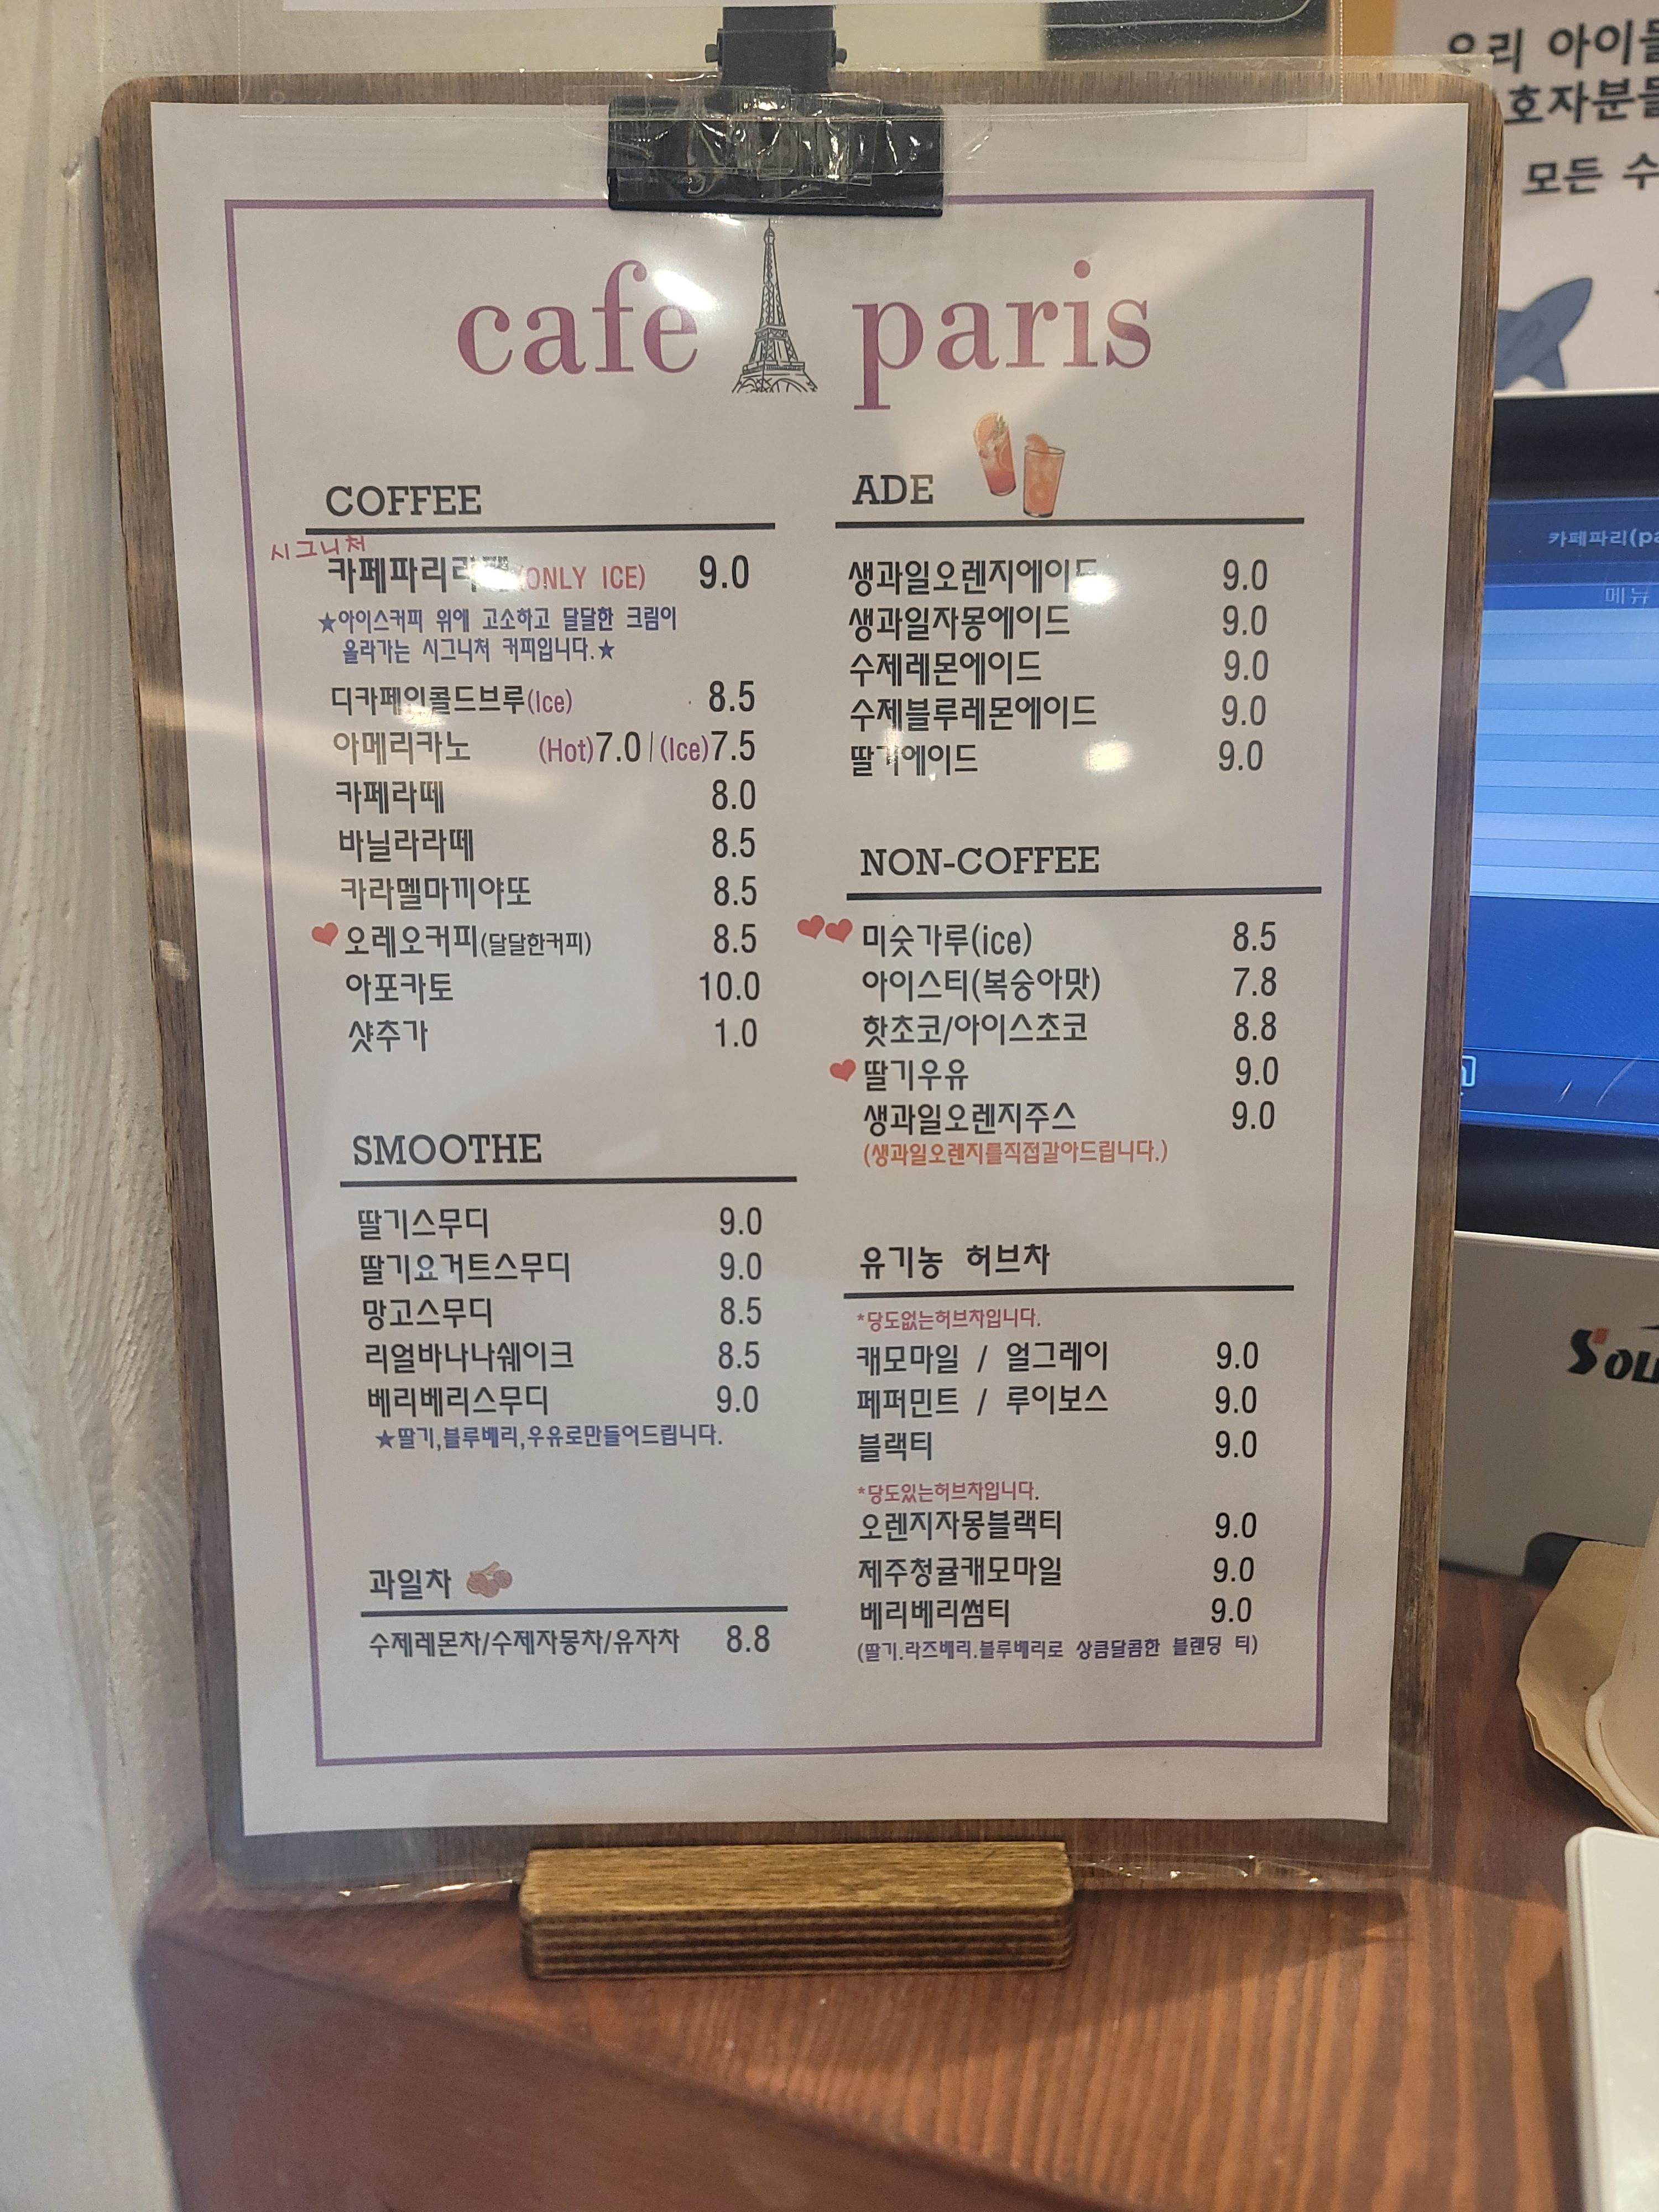 우리 아이들
호자분들
모든 수
cafe paris
COFFEE
시그니처
카페파리라떼(ONLY ICE) 9.0
★아이스커피 위에 고소하고 달달한 크림이
올라가는 시그니처 커피입니다.★
디카페인콜드브루(Ice) 8.5
아메리카노 (Hot)7.0 | (Ice)7.5
카페라떼 8.0
바닐라라떼 8.5
카라멜마끼야또 8.5
오레오커피(달달한커피) 8.5
아포카토 10.0
샷추가 1.0
SMOOTHE
딸기스무디 9.0
딸기요거트스무디 9.0
망고스무디 8.5
리얼바나나쉐이크 8.5
베리베리스무디 9.0
★딸기,블루베리,우유로만들어드립니다.
과일차
수제레몬차/수제자몽차/유자차 8.8
ADE
생과일오렌지에이드 9.0
생과일자몽에이드 9.0
수제레몬에이드 9.0
수제블루레몬에이드 9.0
딸기에이드 9.0
NON-COFFEE
미숫가루(ice) 8.5
아이스티(복숭아맛) 7.8
핫초코/아이스초코 8.8
딸기우유 9.0
생과일오렌지주스 9.0
(생과일오렌지를직접갈아드립니다.)
유기농 허브차
*당도없는허브차입니다.
캐모마일 / 얼그레이 9.0
페퍼민트 / 루이보스 9.0
블랙티 9.0
*당도있는허브차입니다.
오렌지자몽블랙티 9.0
제주청귤캐모마일 9.0
베리베리썸티 9.0
(딸기.라즈베리.블루베리로 상큼달콤한 블렌딩 티)
카페파리(pa
메뉴